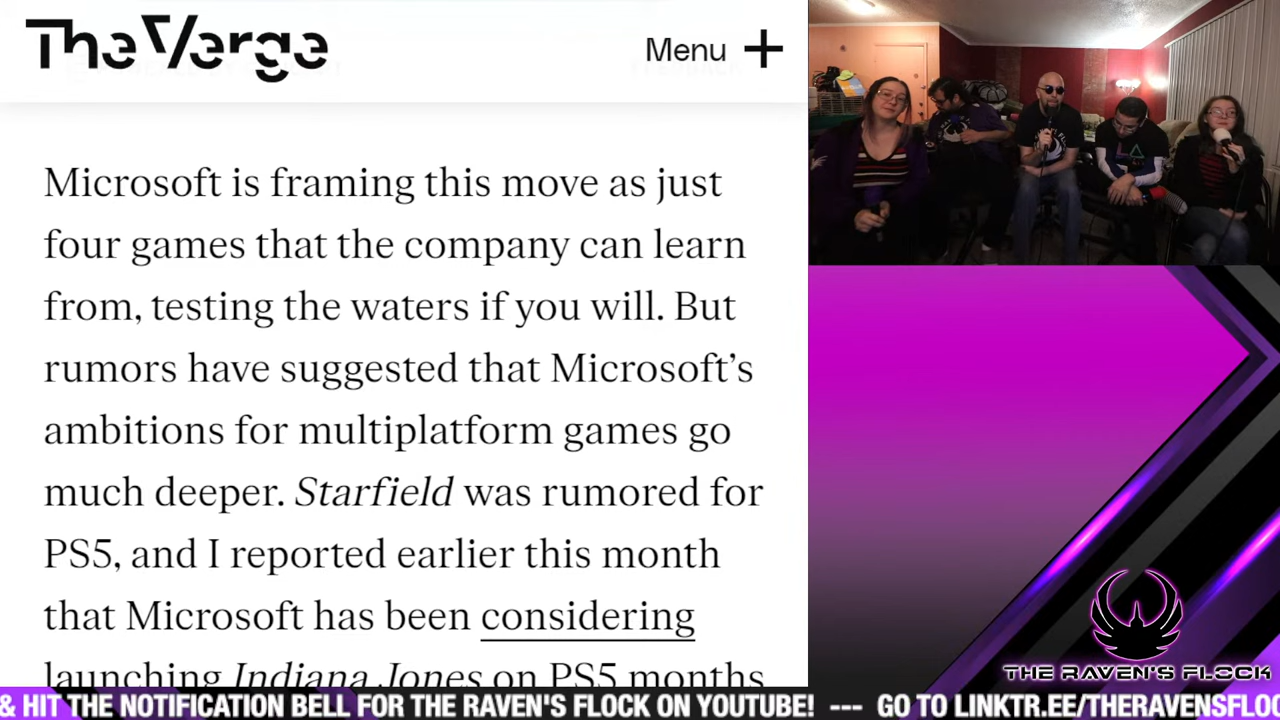 The Verge
Menu +
Microsoft is framing this move as just
four games that the company can learn
from, testing the waters if you will. But
rumors have suggested that Microsoft’s
ambitions for multiplatform games go
much deeper. Starfield was rumored for
PS5, and I reported earlier this month
that Microsoft has been considering
launching Indiana Jones on PS5 months
THE RAVEN'S FLOCK
& HIT THE NOTIFICATION BELL FOR THE RAVEN'S FLOCK ON YOUTUBE! --- GO TO LINKTR.EE/THERAVENSFLOC